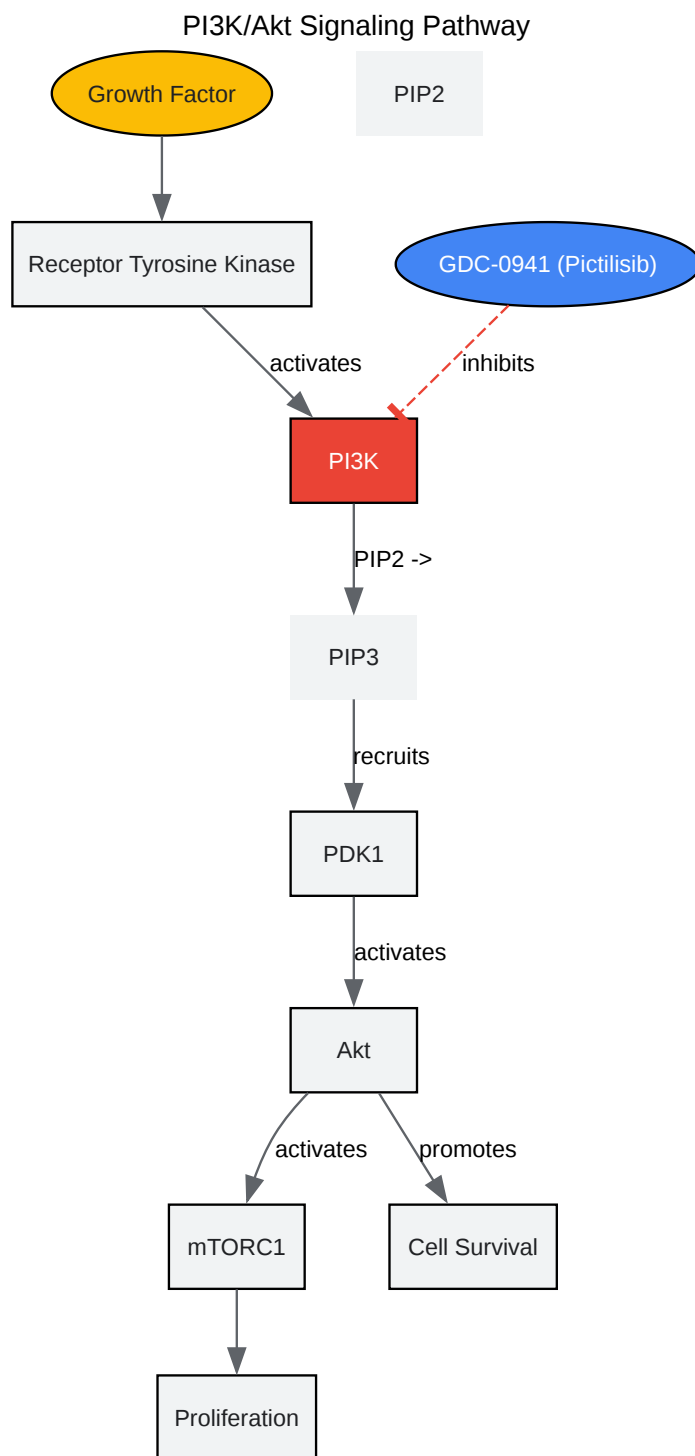 PI3K/Akt Signaling Pathway
Growth Factor
PIP2
Receptor Tyrosine Kinase
GDC-0941 (Pictilisib)
activates
inhibits
PI3K
PIP2 ->
PIP3
recruits
PDK1
activates
Akt
activates
promotes
mTORC1
Cell Survival
Proliferation